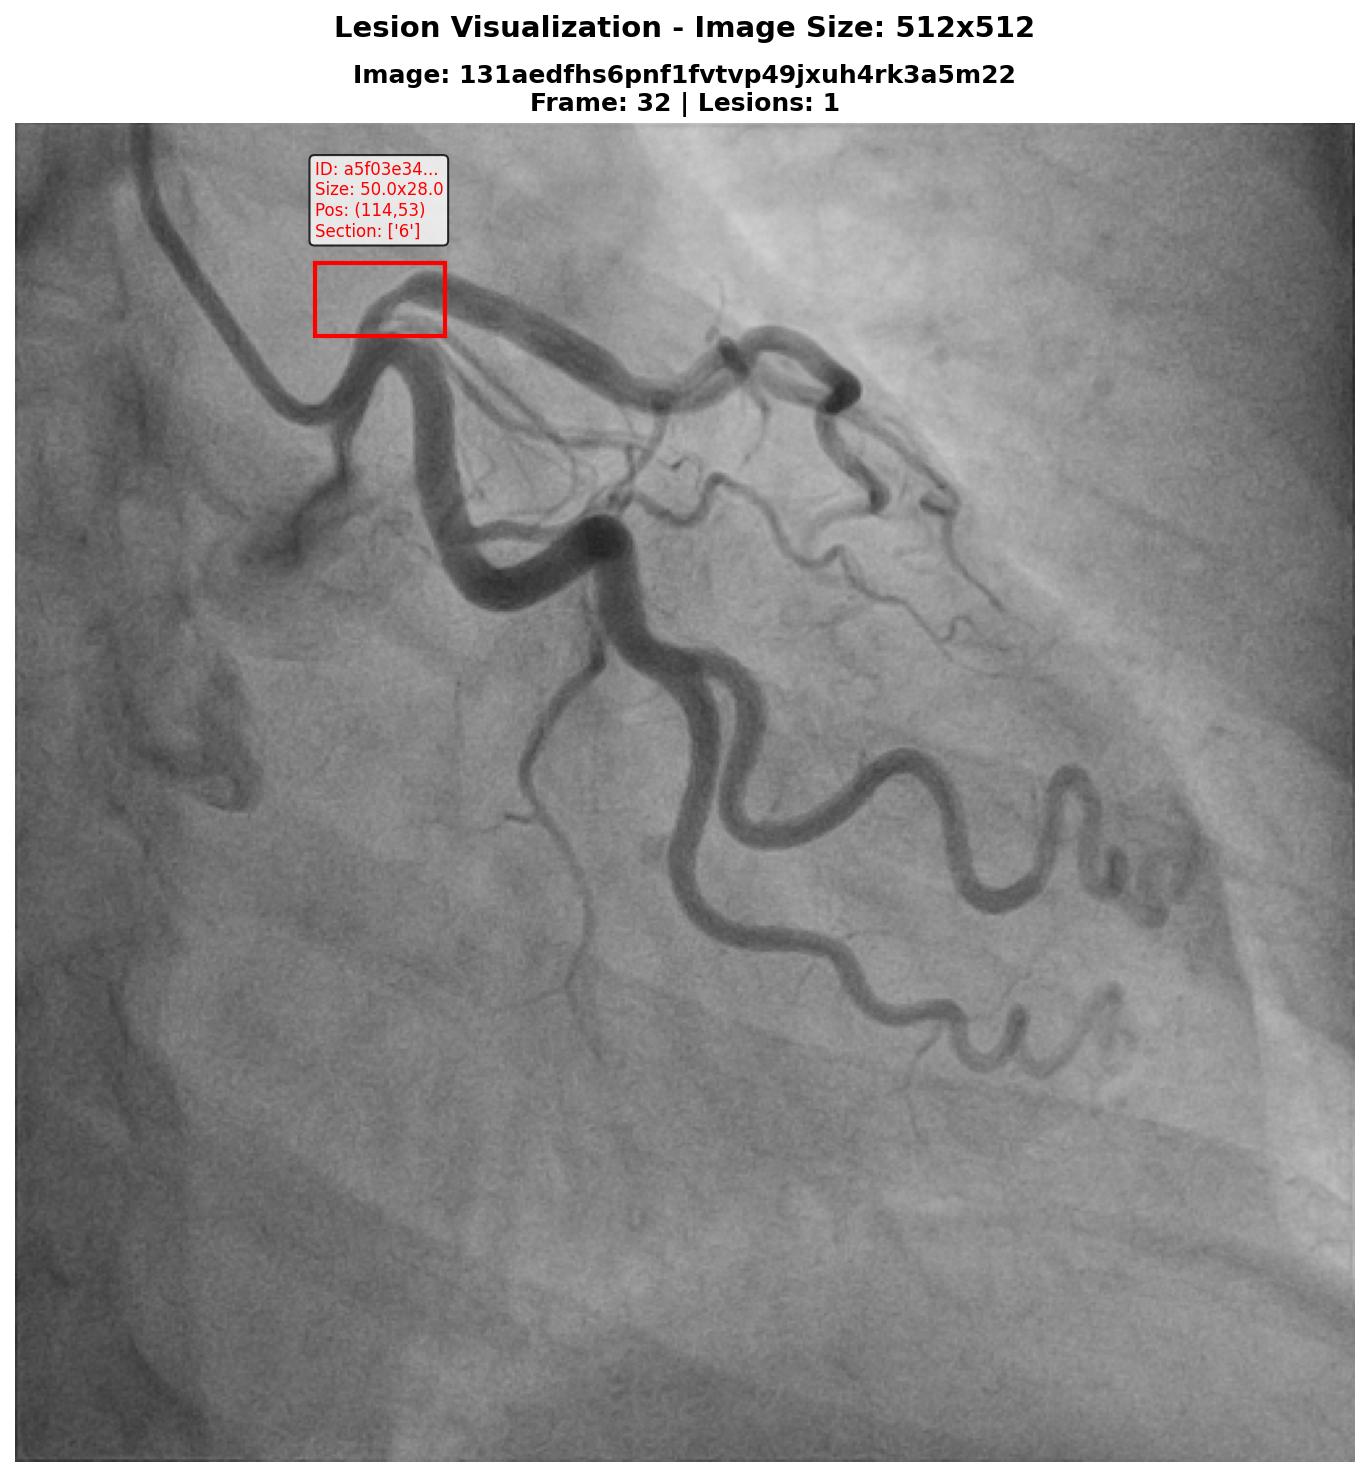 Lesion Visualization - Image Size: 512x512
Image: 131aedfhs6pnf1fvtvp49jxuh4rk3a5m22
Frame: 32 | Lesions: 1
ID: a5f03e34...
Size: 50.0x28.0
Pos: (114,53)
Section: ['6']